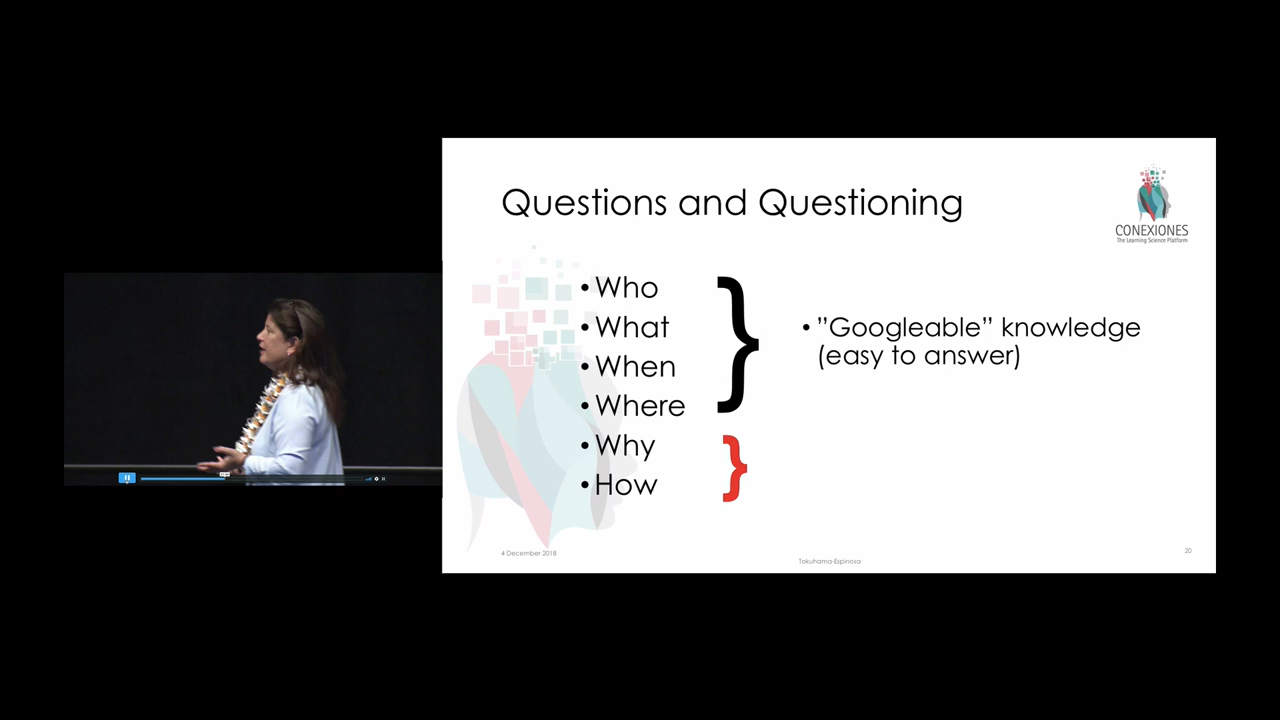 Questions and Questioning
CONEXIONES
The Learning Science Platform
• Who
• What
• When
• Where
• Why
• How
}
}
• ”Googleable” knowledge
(easy to answer)
4 December 2018
Tokuhama-Espinosa
20